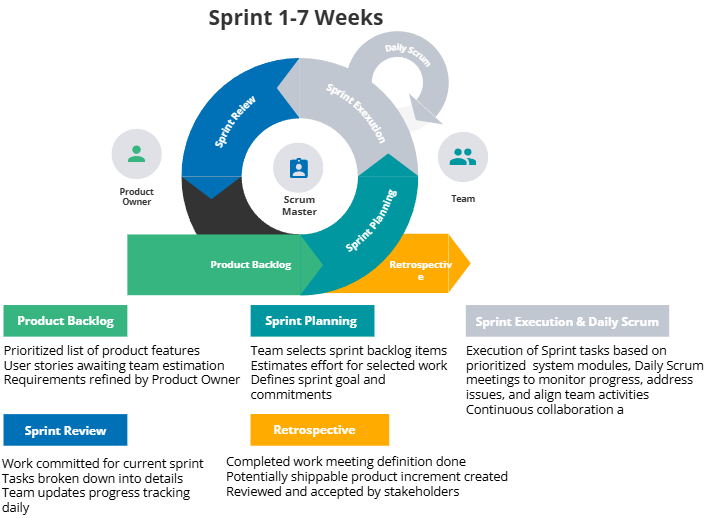 Sprint 1-7 Weeks
Daily Scrum
Sprint Reiew
Sprint Exexution
Product
Owner
Scrum
Master
Team
Sprint Planning
Product Backlog
Retrospectiv
e
Product Backlog
Prioritized list of product features
User stories awaiting team estimation
Requirements refined by Product Owner
Sprint Planning
Team selects sprint backlog items
Estimates effort for selected work
Defines sprint goal and
commitments
Sprint Execution & Daily Scrum
Execution of Sprint tasks based on
prioritized  system modules, Daily Scrum
meetings to monitor progress, address
issues, and align team activities
Continuous collaboration a
Sprint Review
Work committed for current sprint
Tasks broken down into details
Team updates progress tracking
daily
Retrospective
Completed work meeting definition done
Potentially shippable product increment created
Reviewed and accepted by stakeholders